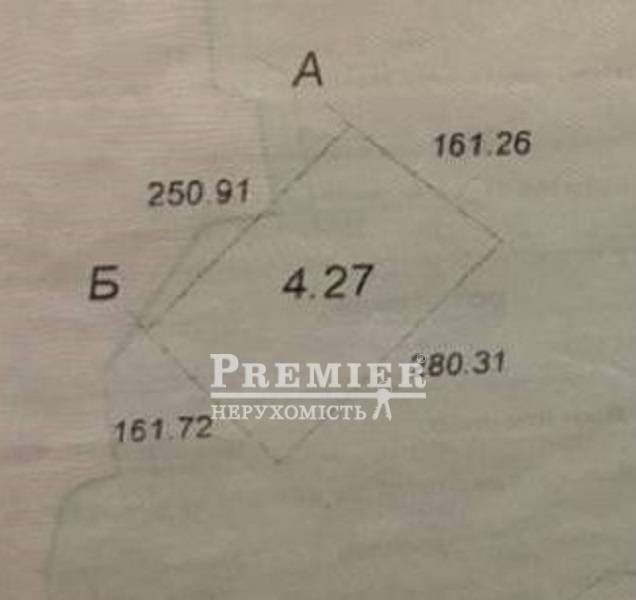 А
161.26
250.91
Б
4.27
280.31
PREMIER
НЕРУХОМІСТЬ
161.72